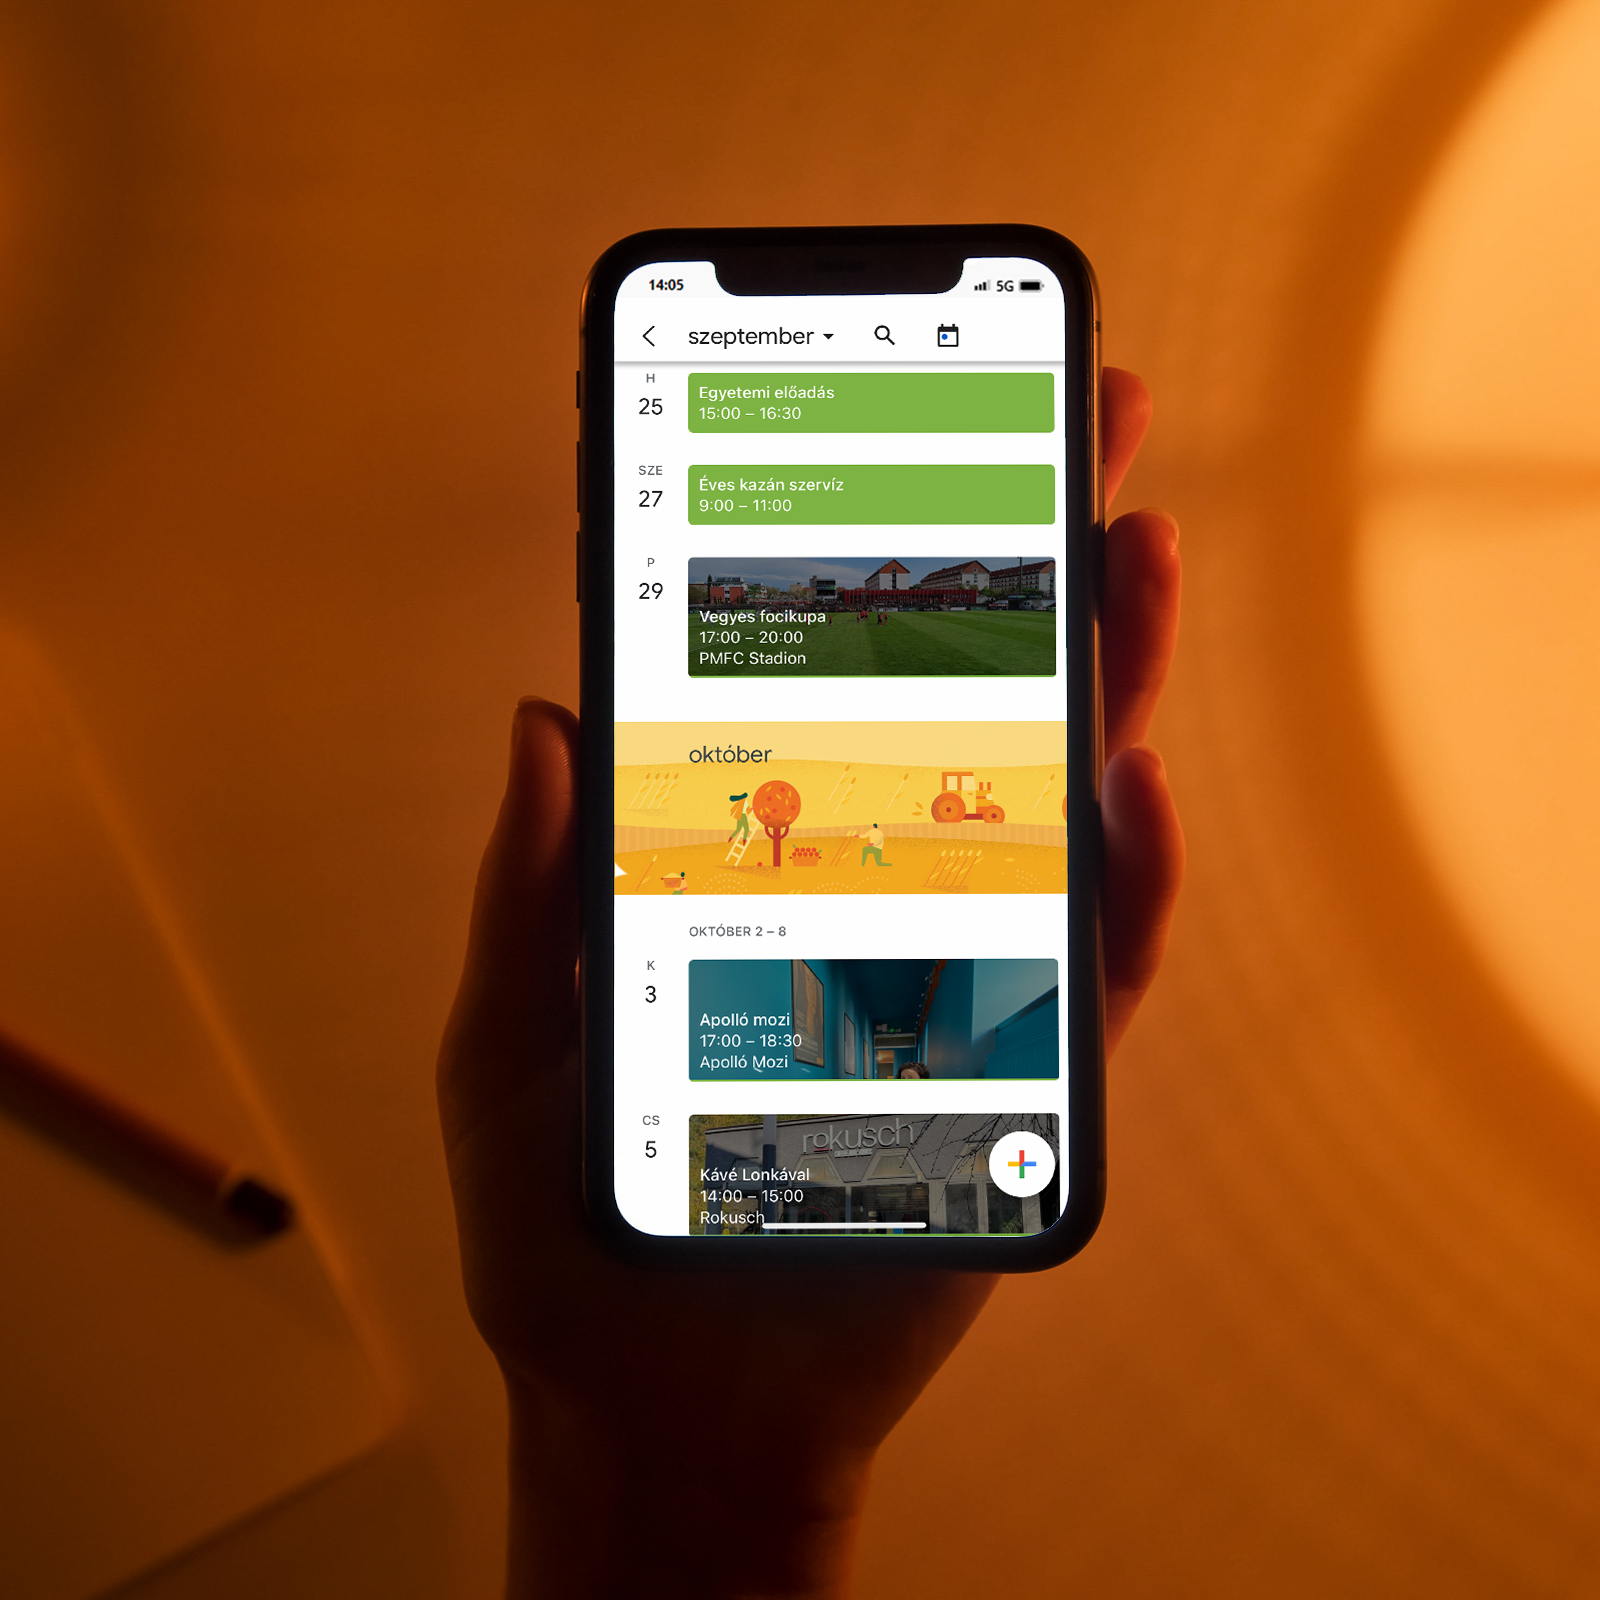 14:05
5G
szeptember
H
25
Egyetemi előadás
15:00 – 16:30
SZE
27
Éves kazán szervíz
9:00 – 11:00
P
29
Vegyes focikupa
17:00 – 20:00
PMFC Stadion
október
OKTÓBER 2 – 8
K
3
Apolló mozi
17:00 – 18:30
Apolló Mozi
CS
5
rokusch
Kávé Lonkával
14:00 – 15:00
Rokusch